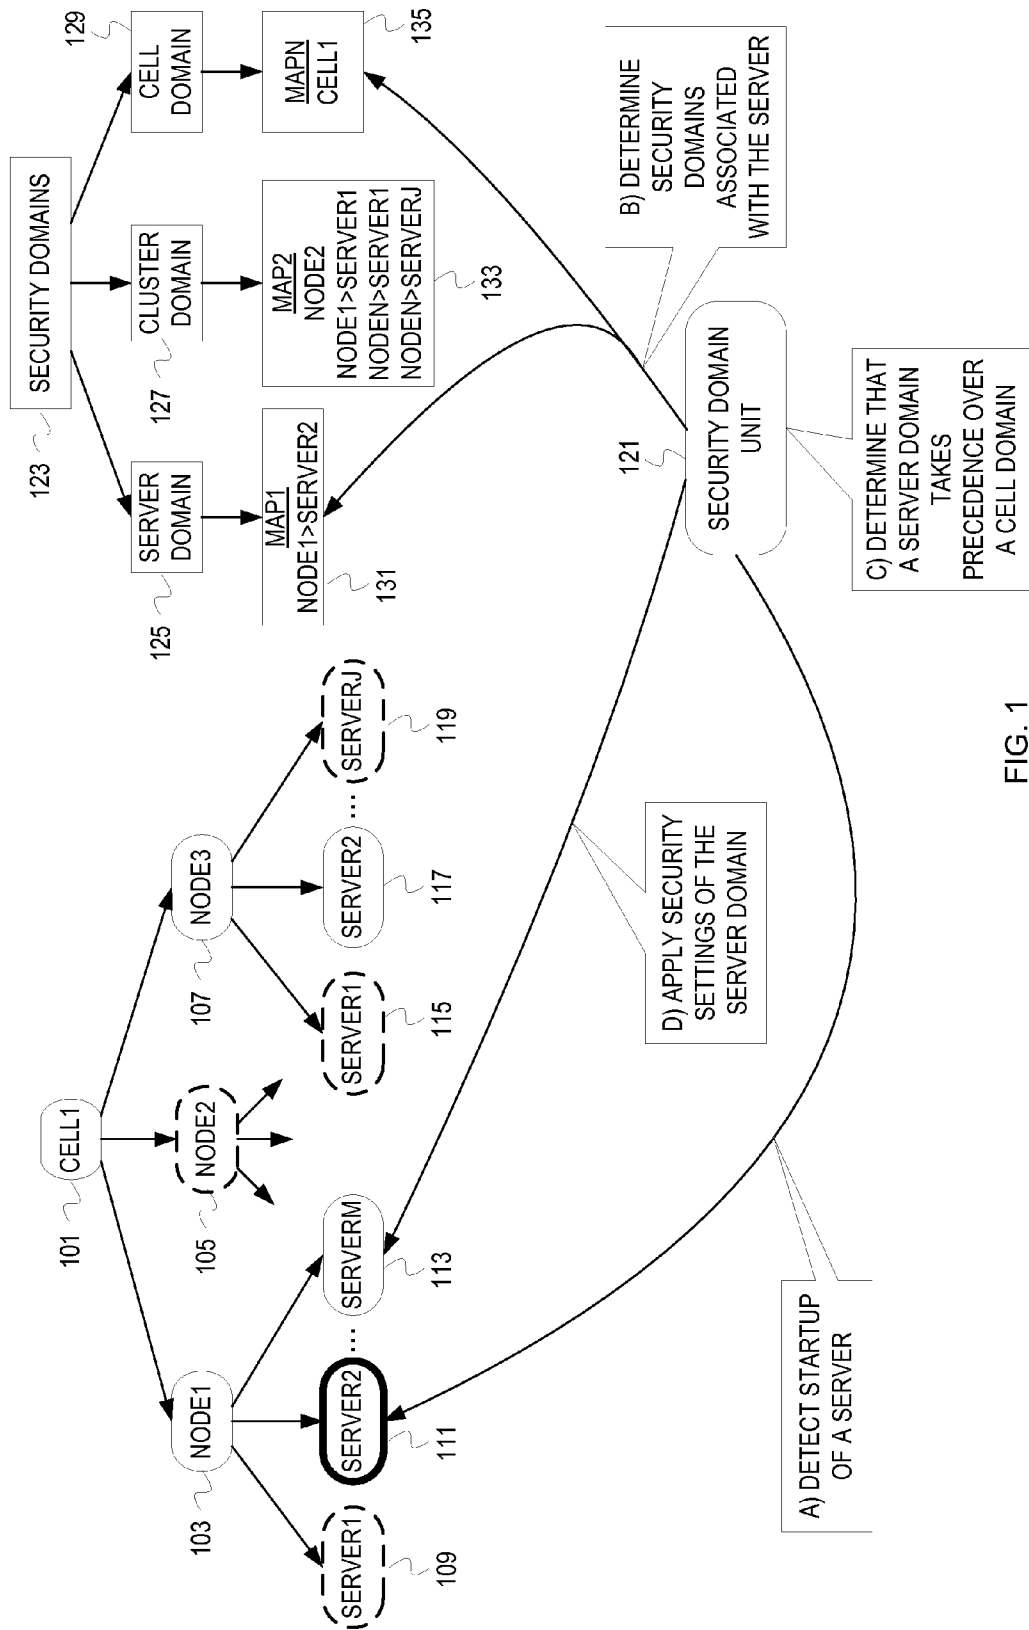 CELL1
101
NODE1
103
NODE2
105
NODE3
107
SERVER1
109
SERVER2
111
...
SERVERM
113
SERVER1
115
SERVER2
117
...
SERVERJ
119
SECURITY DOMAINS
123
SERVER
DOMAIN
125
CLUSTER
DOMAIN
127
CELL
DOMAIN
129
MAP1
NODE1>SERVER2
131
MAP2
NODE2
NODE1>SERVER1
NODEN>SERVER1
NODEN>SERVERJ
133
MAPN
CELL1
135
121
SECURITY DOMAIN
UNIT
A) DETECT STARTUP
OF A SERVER
B) DETERMINE
SECURITY
DOMAINS
ASSOCIATED
WITH THE SERVER
C) DETERMINE THAT
A SERVER DOMAIN
TAKES
PRECEDENCE OVER
A CELL DOMAIN
D) APPLY SECURITY
SETTINGS OF THE
SERVER DOMAIN
FIG. 1